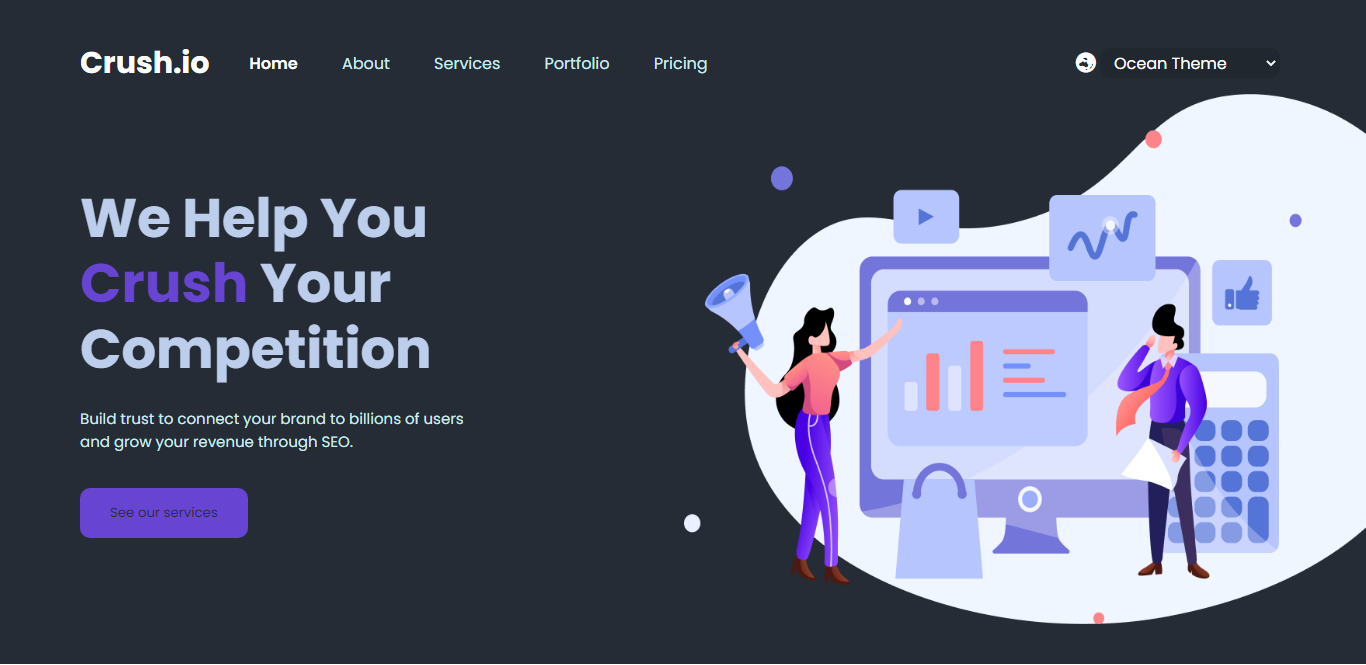 Crush.io Home About Services Portfolio Pricing Ocean Theme
We Help You
Crush Your
Competition
Build trust to connect your brand to billions of users
and grow your revenue through SEO.
See our services